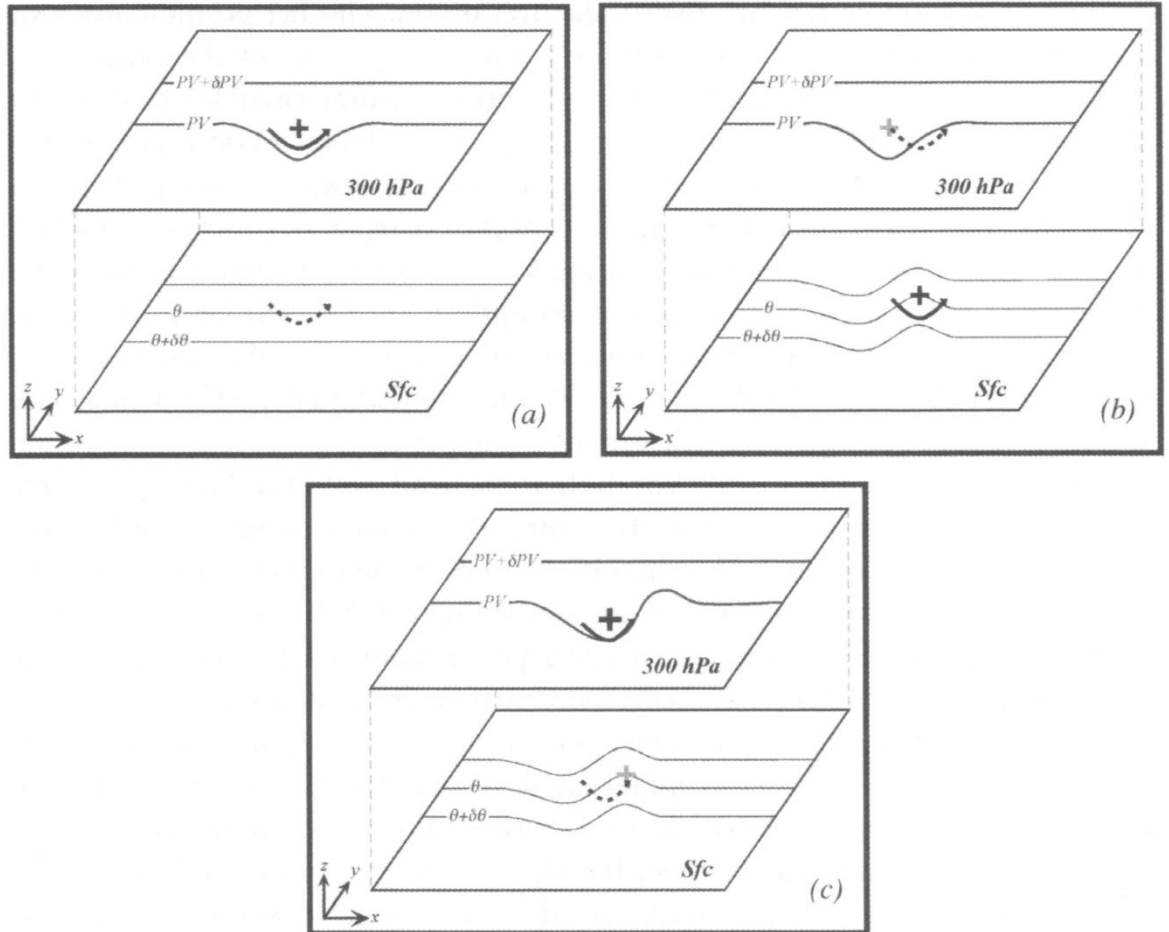 PV+δPV
PV
300 hPa
θ
θ+δθ
Sfc
z
y
x
(a)
PV+δPV
PV
300 hPa
θ
θ+δθ
Sfc
z
y
x
(b)
PV+δPV
PV
300 hPa
θ
θ+δθ
Sfc
z
y
x
(c)